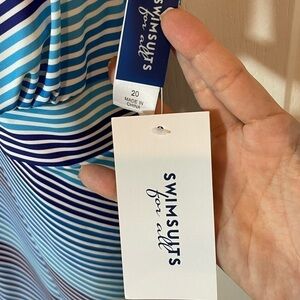 SWIMSUITS
for all
20
MADE IN
CHINA
SWIMSUITS
for all